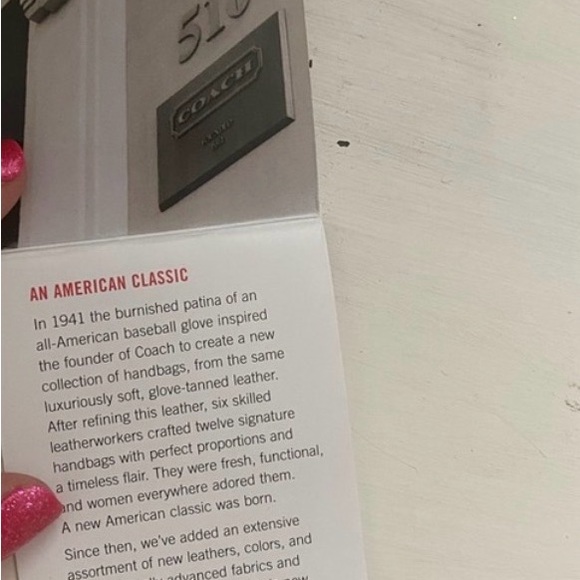 516
COACH
AN AMERICAN CLASSIC
In 1941 the burnished patina of an
all-American baseball glove inspired
the founder of Coach to create a new
collection of handbags, from the same
luxuriously soft, glove-tanned leather.
After refining this leather, six skilled
leatherworkers crafted twelve signature
handbags with perfect proportions and
a timeless flair. They were fresh, functional,
and women everywhere adored them.
A new American classic was born.
Since then, we've added an extensive
assortment of new leathers, colors, and
advanced fabrics and